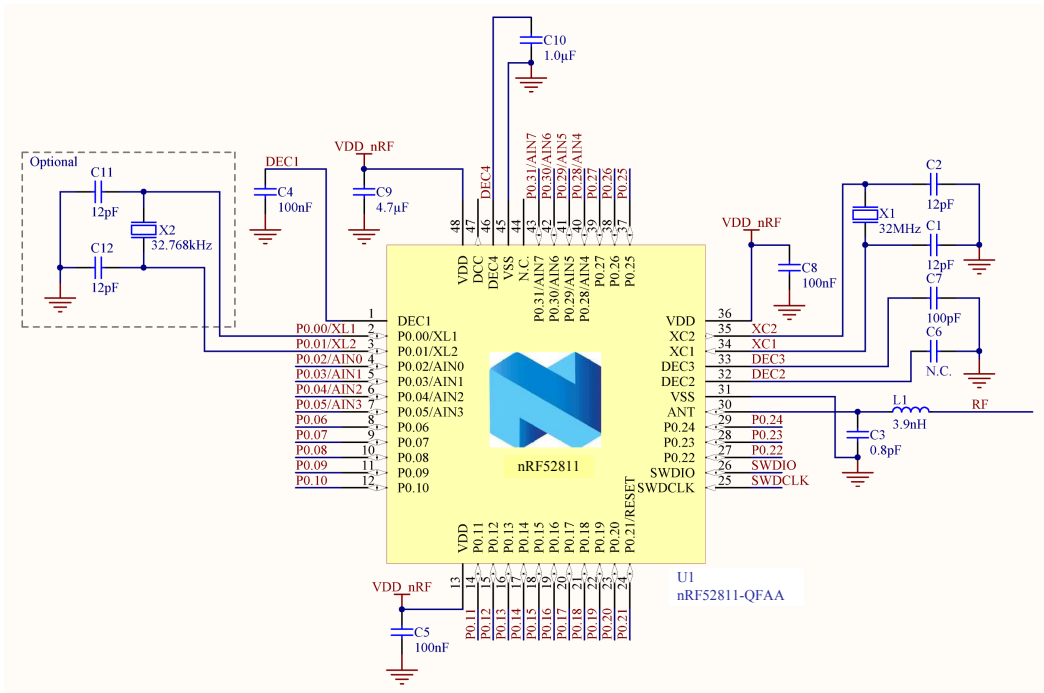 C10
1.0µF
Optional
C11
12pF
X2
32.768kHz
C12
12pF
DEC1
C4
100nF
VDD_nRF
C9
4.7µF
DEC4
P0.31/AIN7
P0.30/AIN6
P0.29/AIN5
P0.28/AIN4
P0.27
P0.26
P0.25
48
47
46
45
44
43
42
41
40
39
38
37
VDD
DCC
DEC4
VSS
N.C.
P0.31/AIN7
P0.30/AIN6
P0.29/AIN5
P0.28/AIN4
P0.27
P0.26
P0.25
VDD_nRF
C8
100nF
C2
12pF
X1
32MHz
C1
12pF
C7
100pF
C6
N.C.
1 DEC1
P0.00/XL1 2 P0.00/XL1
P0.01/XL2 3 P0.01/XL2
P0.02/AIN0 4 P0.02/AIN0
P0.03/AIN1 5 P0.03/AIN1
P0.04/AIN2 6 P0.04/AIN2
P0.05/AIN3 7 P0.05/AIN3
P0.06 8 P0.06
P0.07 9 P0.07
P0.08 10 P0.08
P0.09 11 P0.09
P0.10 12 P0.10
nRF52811
VDD 36
XC2 35 XC2
XC1 34 XC1
DEC3 33 DEC3
DEC2 32 DEC2
VSS 31
ANT 30
P0.24 29 P0.24
P0.23 28 P0.23
P0.22 27 P0.22
SWDIO 26 SWDIO
SWDCLK 25 SWDCLK
L1
3.9nH
RF
C3
0.8pF
VDD
P0.11
P0.12
P0.13
P0.14
P0.15
P0.16
P0.17
P0.18
P0.19
P0.20
P0.21/RESET
13
14
15
16
17
18
19
20
21
22
23
24
P0.11
P0.12
P0.13
P0.14
P0.15
P0.16
P0.17
P0.18
P0.19
P0.20
P0.21
VDD_nRF
C5
100nF
U1
nRF52811-QFAA